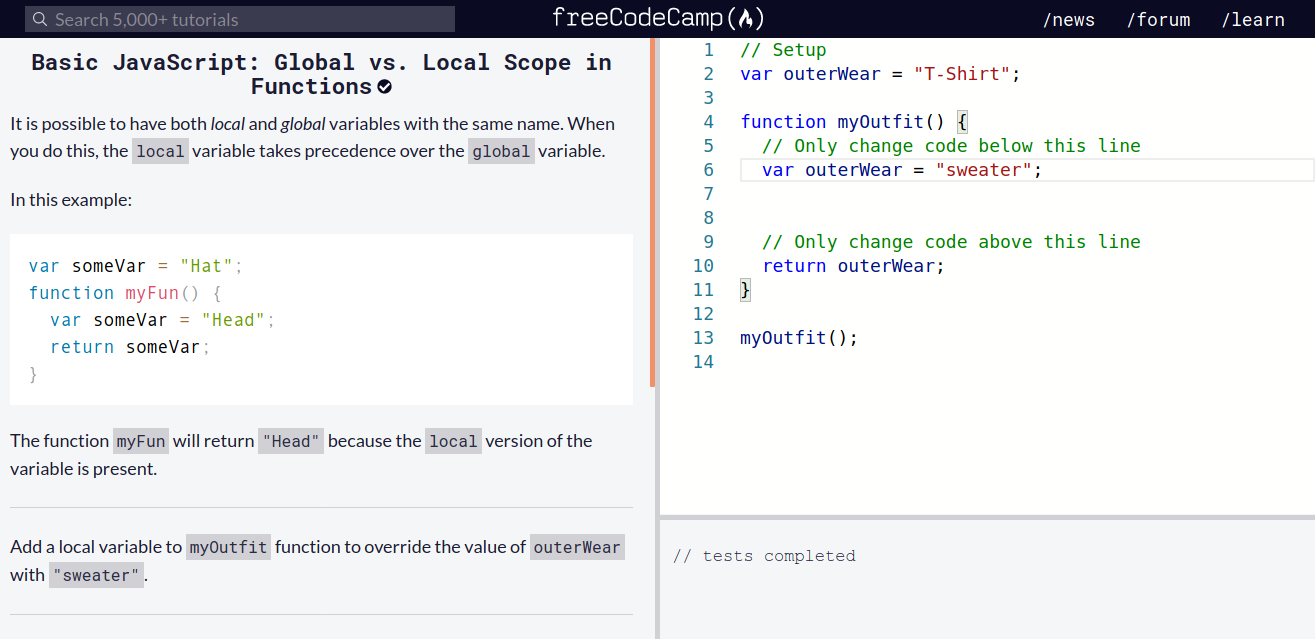 Search 5,000+ tutorials
freeCodeCamp
/news
/forum
/learn
Basic JavaScript: Global vs. Local Scope in
Functions
It is possible to have both local and global variables with the same name. When
you do this, the local variable takes precedence over the global variable.
In this example:
var someVar = "Hat";
function myFun() {
  var someVar = "Head";
  return someVar;
}
The function myFun will return "Head" because the local version of the
variable is present.
Add a local variable to myOutfit function to override the value of outerWear
with "sweater".
1 // Setup
2 var outerWear = "T-Shirt";
3
4 function myOutfit() {
5   // Only change code below this line
6   var outerWear = "sweater";
7
8
9   // Only change code above this line
10   return outerWear;
11 }
12
13 myOutfit();
14
// tests completed